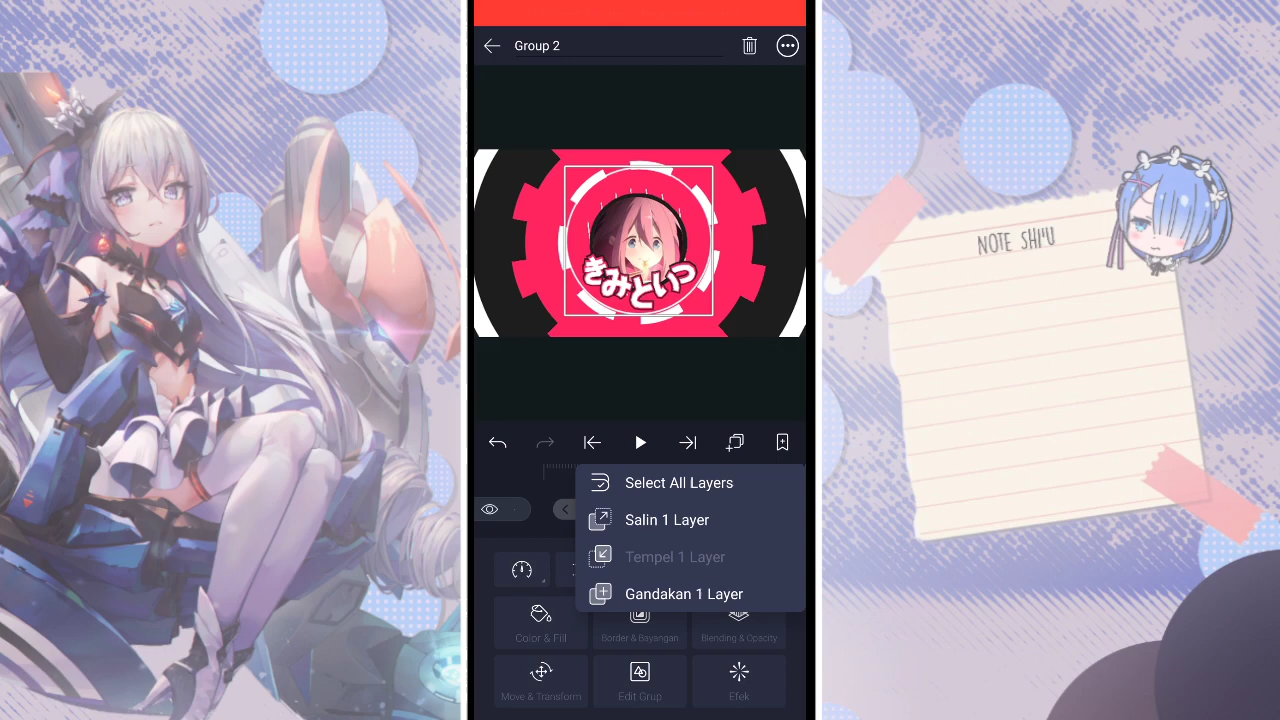 Group 2
きみといつ
Select All Layers
Salin 1 Layer
Tempel 1 Layer
Gandakan 1 Layer
Color & Fill
Border & Bayangan
Blending & Opacity
Move & Transform
Edit Grup
Efek
NOTE SHI'U